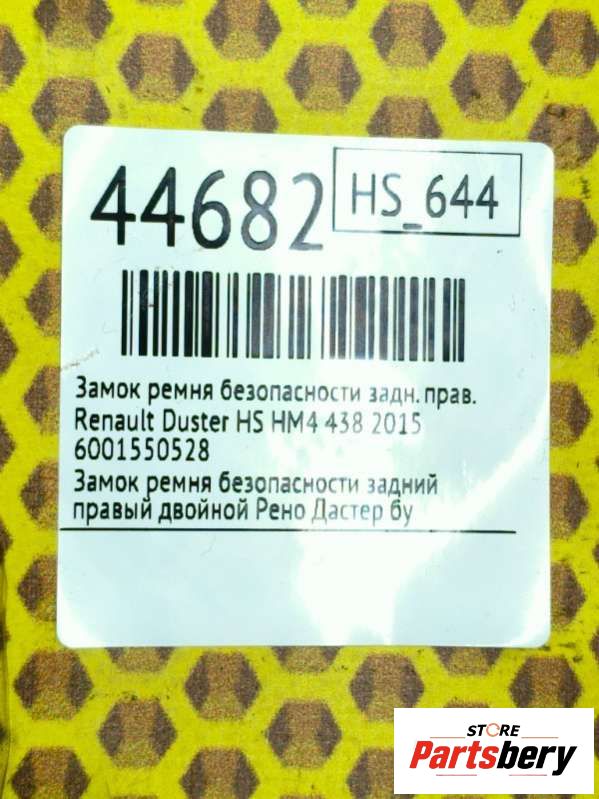 44682
HS_644
Замок ремня безопасности задн. прав.
Renault Duster HS HM4 438 2015
6001550528
Замок ремня безопасности задний
правый двойной Рено Дастер бу
STORE
Partsbery